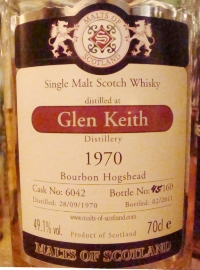 MALTS OF
SCOTLAND
S
Single Malt Scotch Whisky
distilled at
Glen Keith
Distillery
1970
Bourbon Hogshead
Cask No: 6042 Bottle No: 95/160
Distilled: 28/09/1970 Bottled: 02/2011
www.malts-of-scotland.com
49.1% vol. 70cl e
Product of Scotland
MALTS OF SCOTLAND